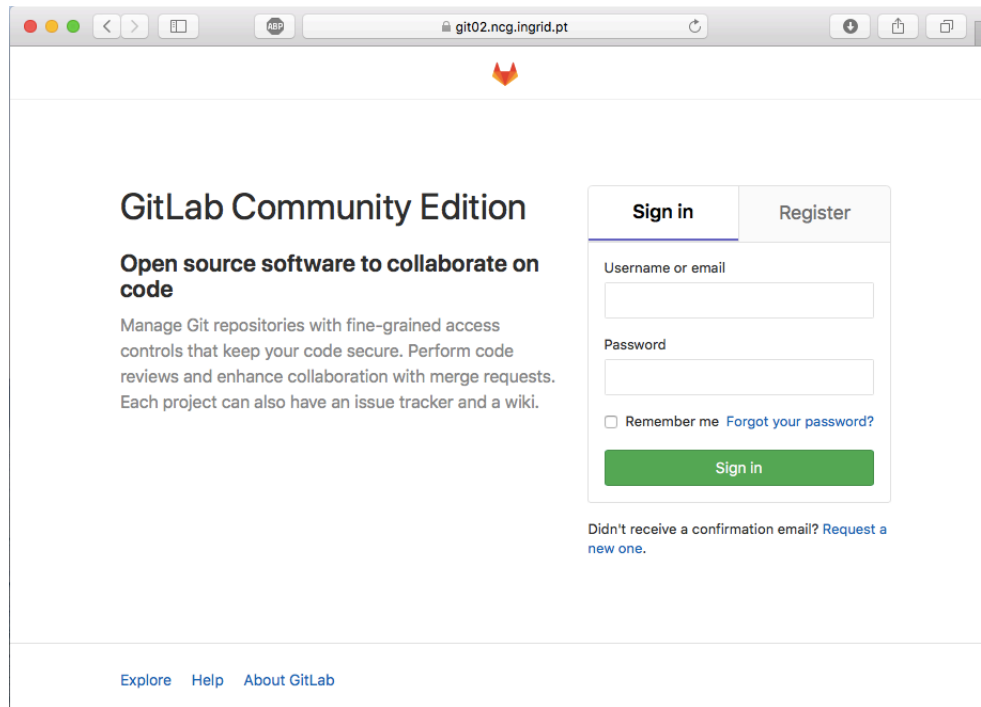 ABP
git02.ncg.ingrid.pt
GitLab Community Edition
Open source software to collaborate on
code
Manage Git repositories with fine-grained access
controls that keep your code secure. Perform code
reviews and enhance collaboration with merge requests.
Each project can also have an issue tracker and a wiki.
Sign in
Register
Username or email
Password
Remember me Forgot your password?
Sign in
Didn't receive a confirmation email? Request a
new one.
Explore Help About GitLab